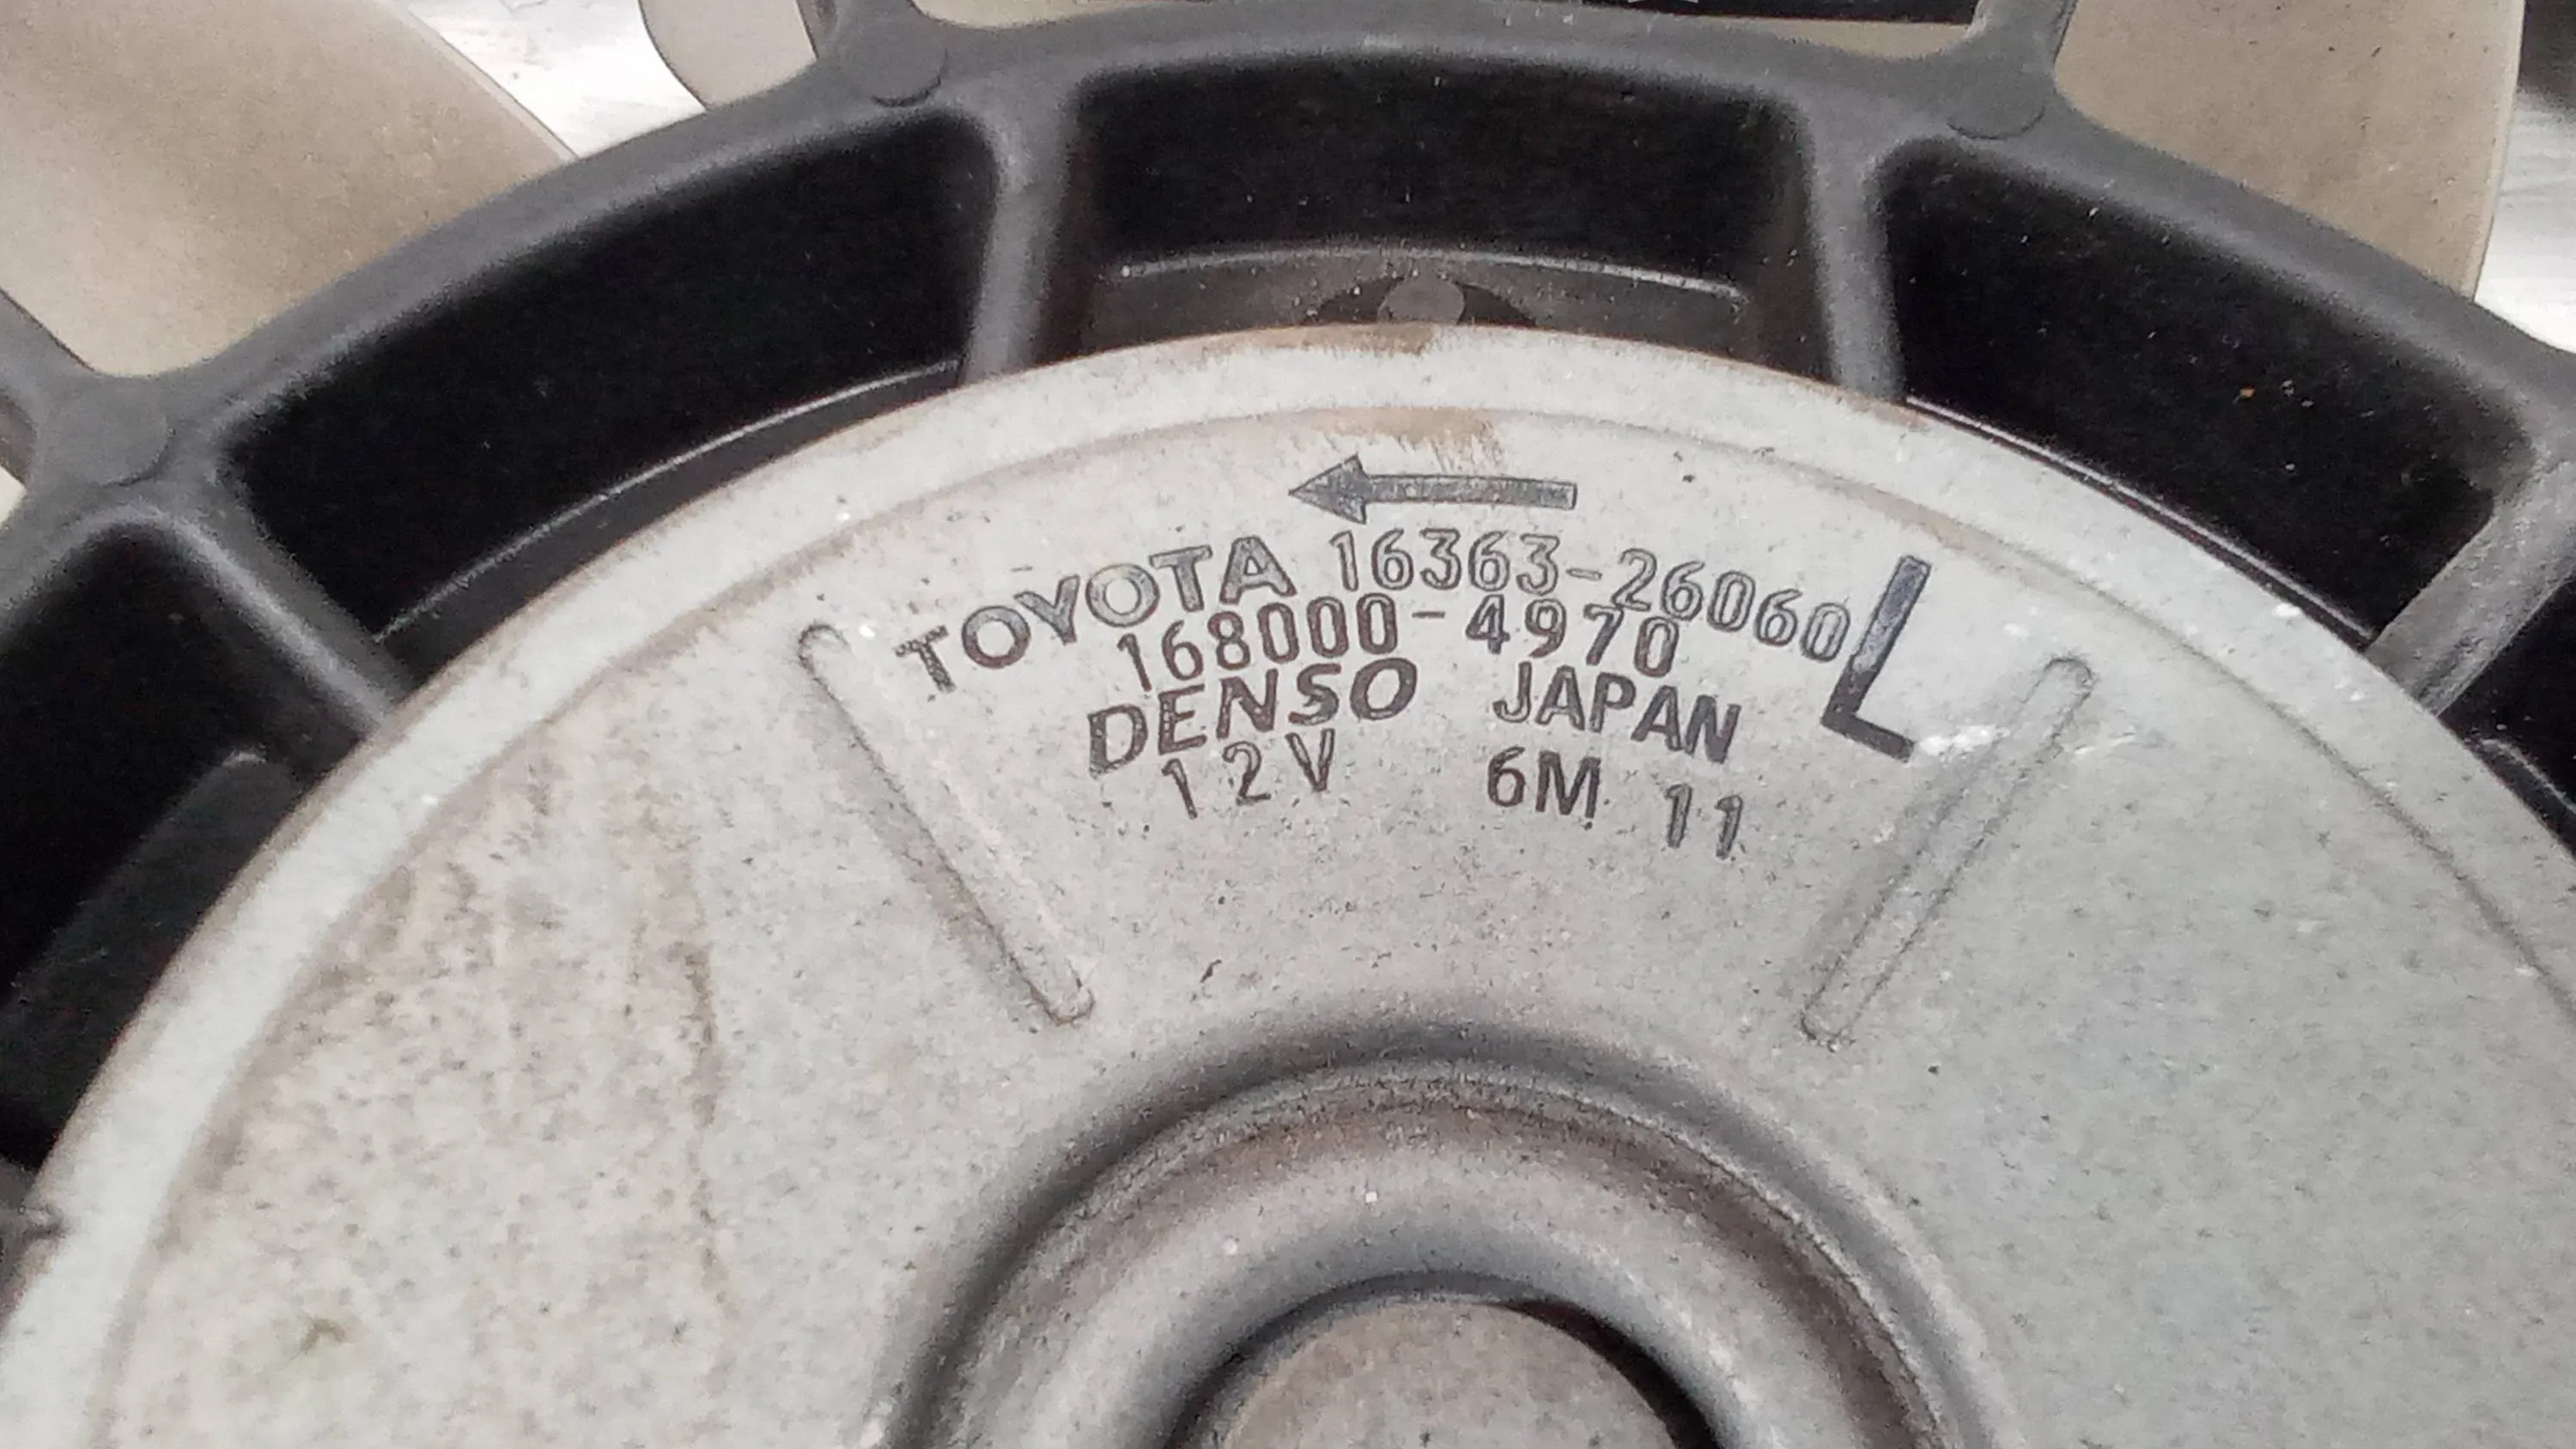 TOYOTA 16363-26060 L
168000-4970
DENSO JAPAN
12V 6M 11